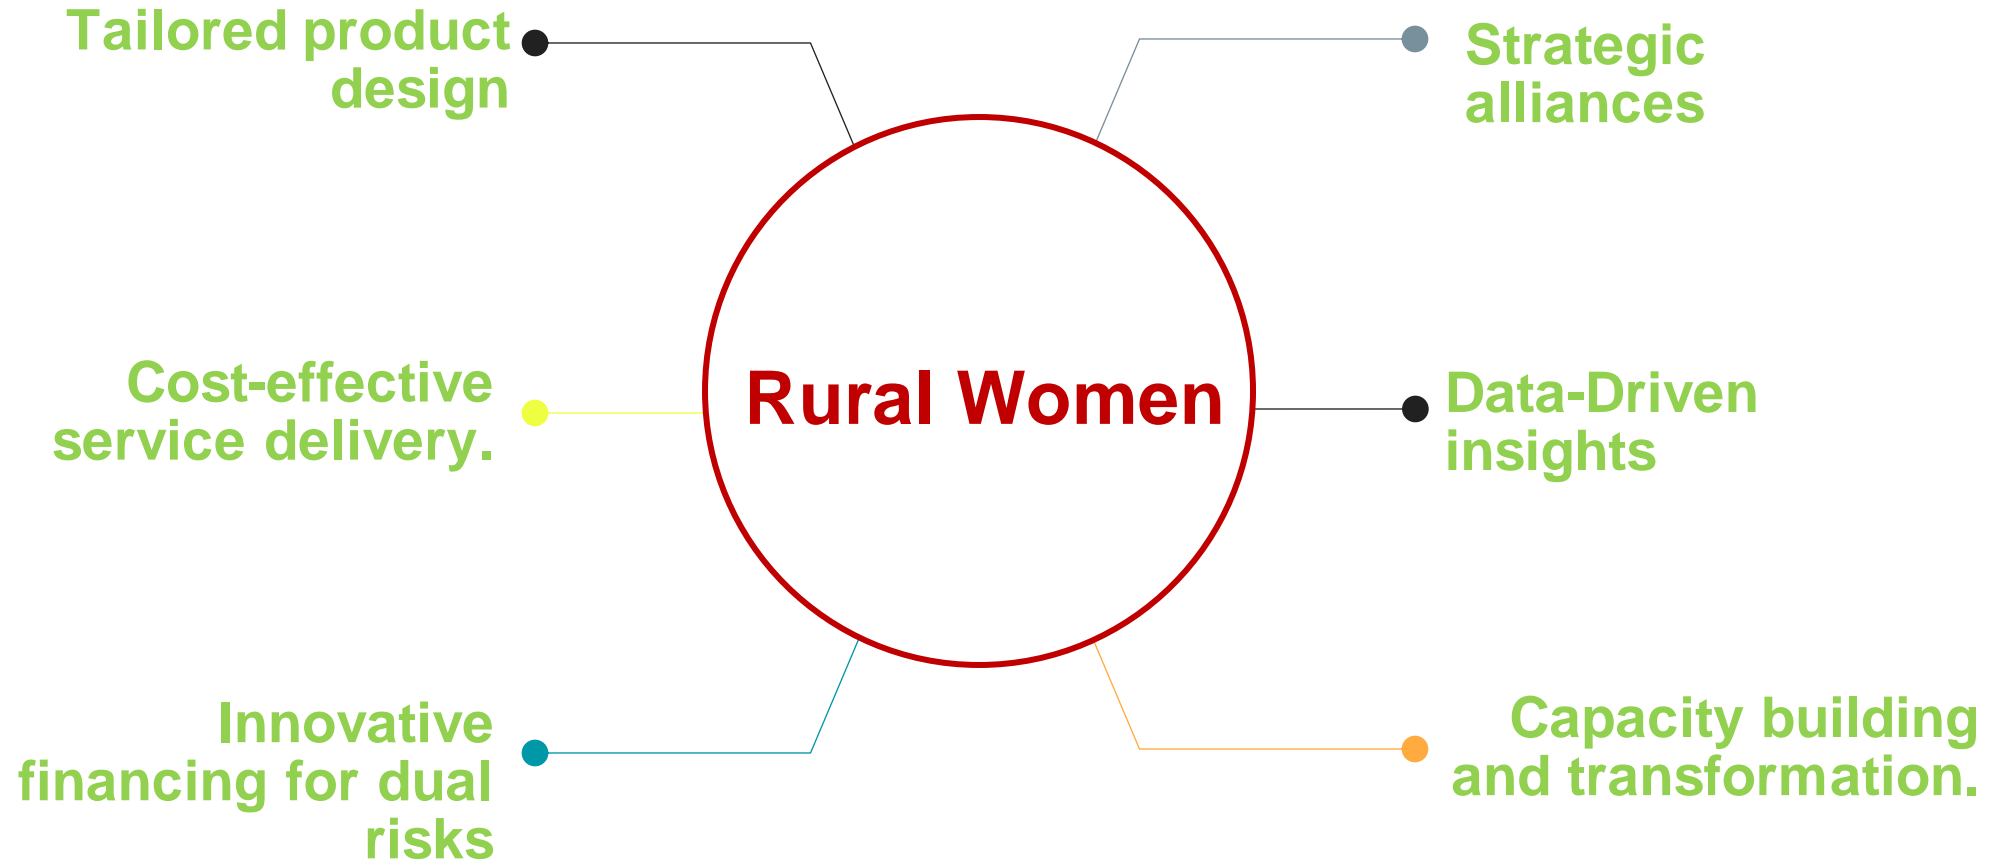 Tailored product
design
Strategic
alliances
Cost-effective
service delivery.
Rural Women
Data-Driven
insights
Innovative
financing for dual
risks
Capacity building
and transformation.